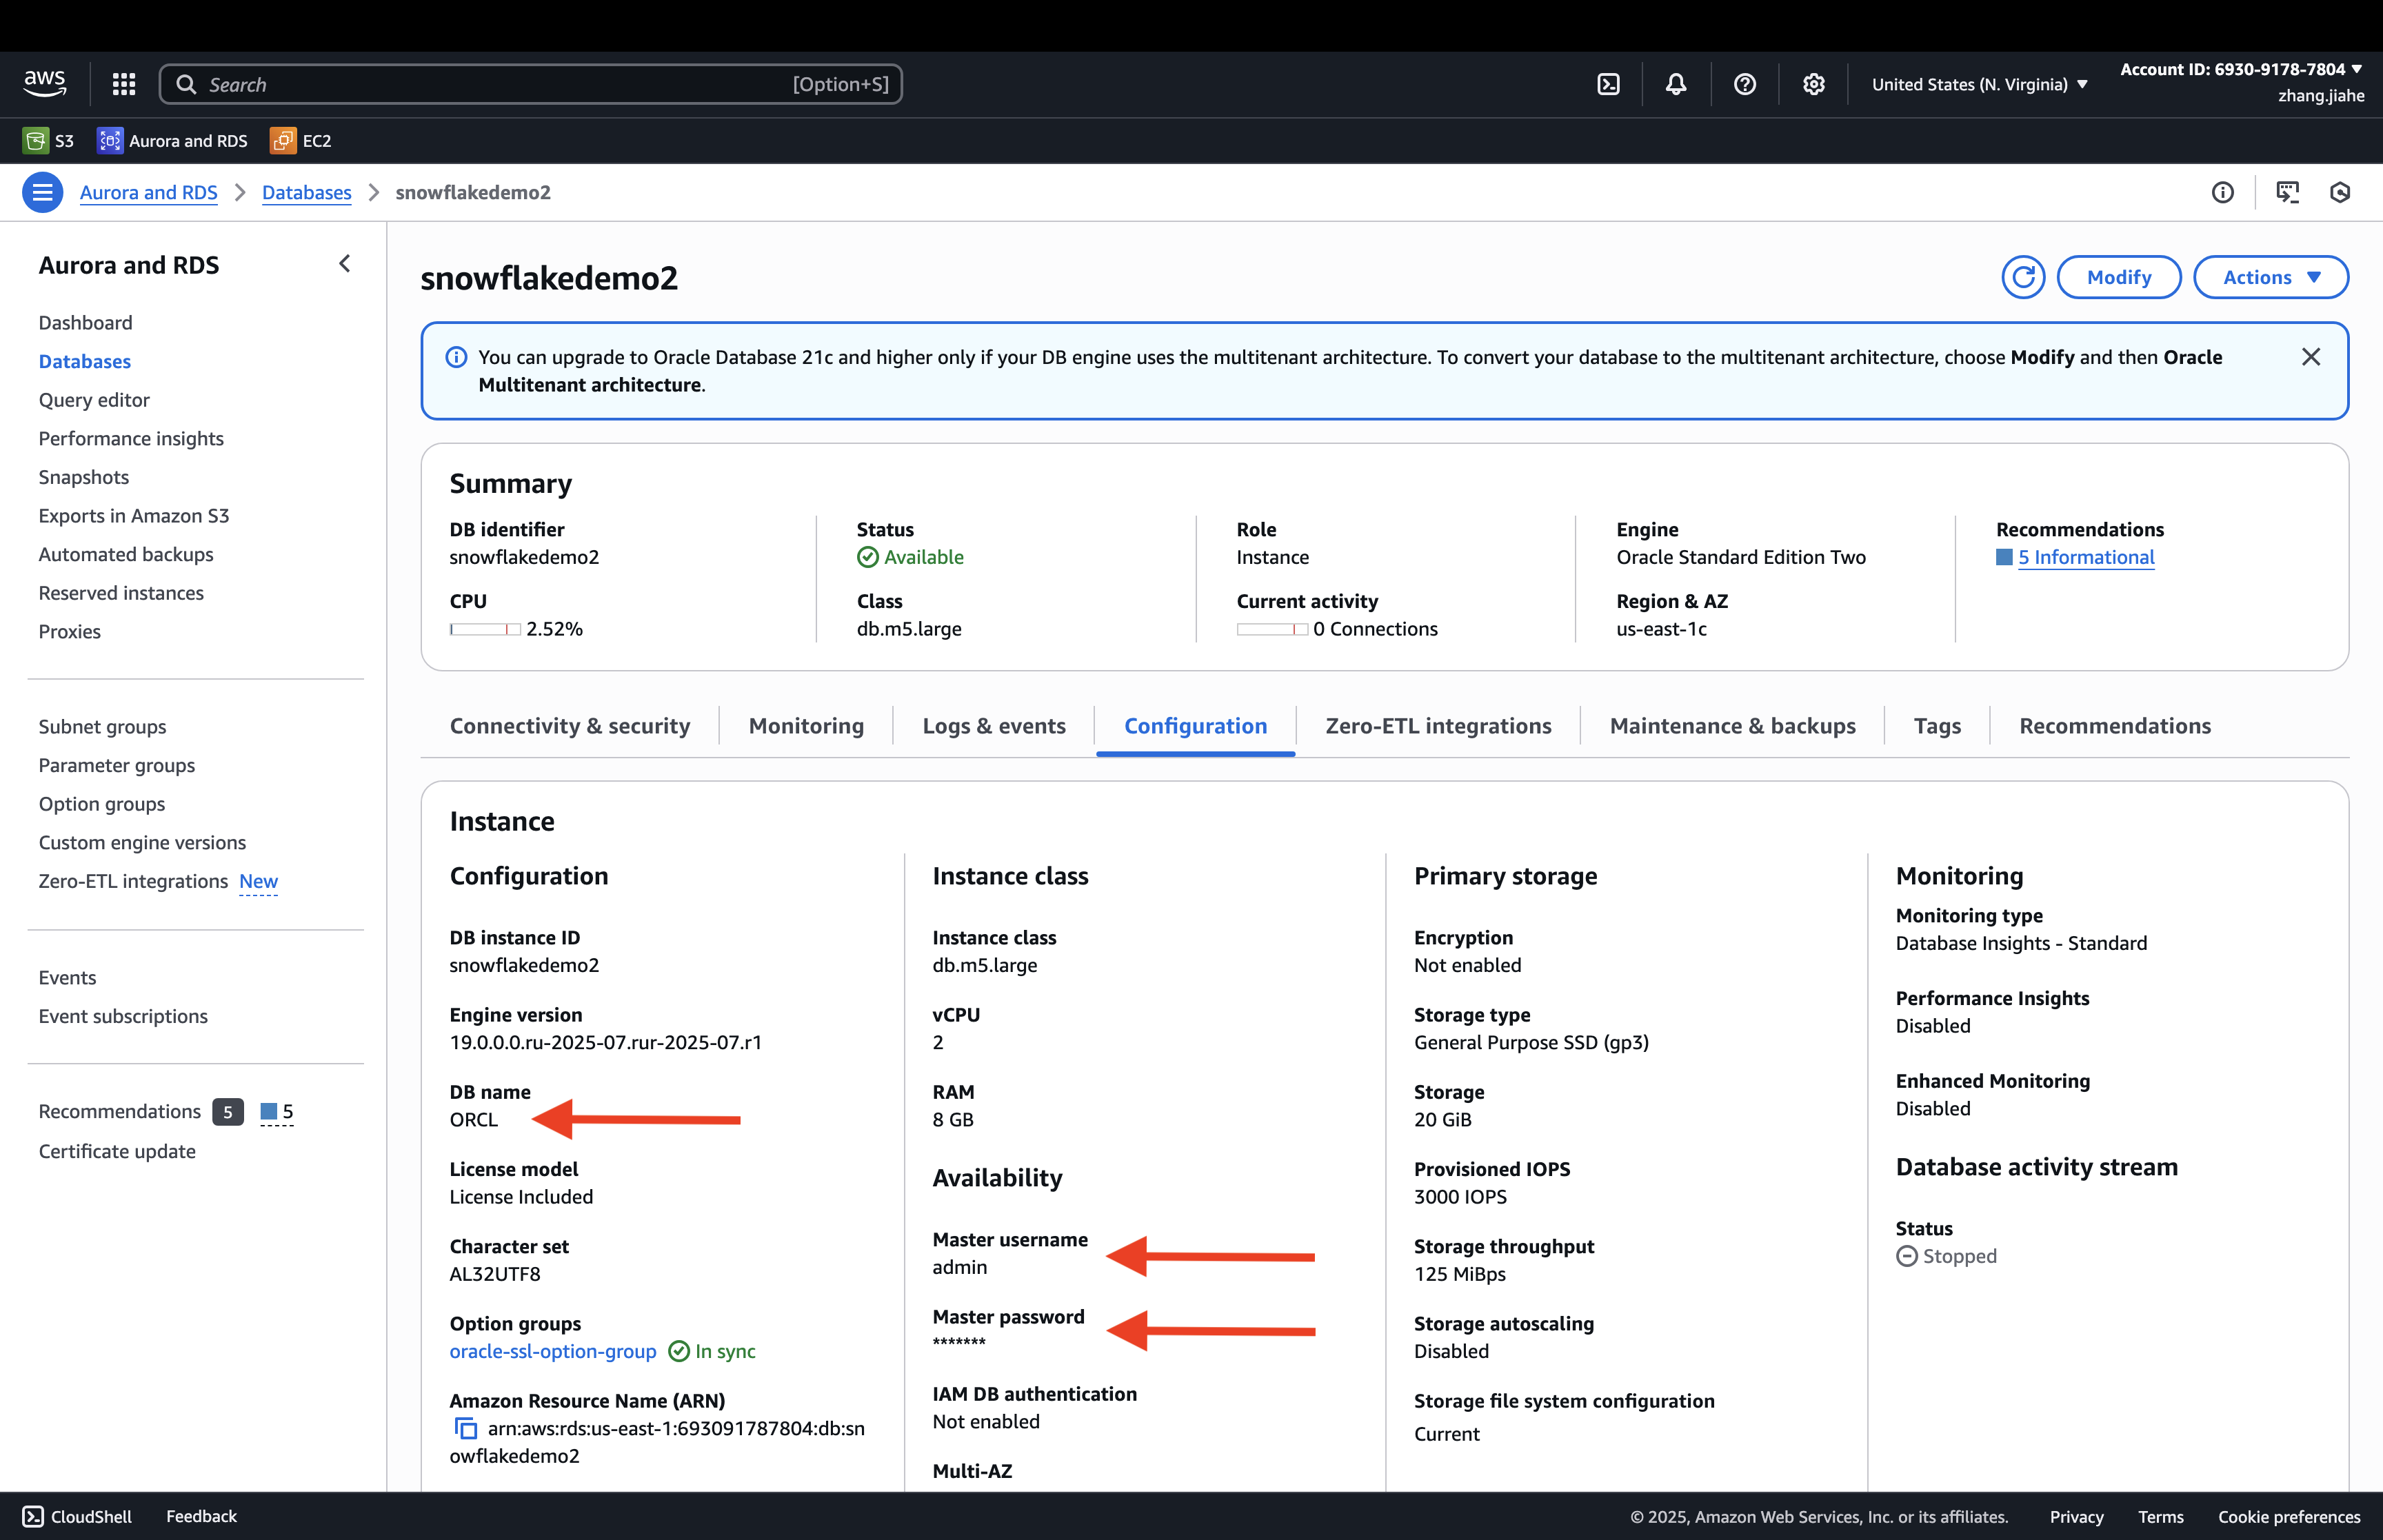 aws
Search [Option+S]
United States (N. Virginia)
Account ID: 6930-9178-7804
zhang.jiahe
S3
Aurora and RDS
EC2
Aurora and RDS
Databases
snowflakedemo2
Aurora and RDS
Dashboard
Databases
Query editor
Performance insights
Snapshots
Exports in Amazon S3
Automated backups
Reserved instances
Proxies
Subnet groups
Parameter groups
Option groups
Custom engine versions
Zero-ETL integrations New
Events
Event subscriptions
Recommendations 5 5
Certificate update
snowflakedemo2
Modify
Actions
You can upgrade to Oracle Database 21c and higher only if your DB engine uses the multitenant architecture. To convert your database to the multitenant architecture, choose Modify and then Oracle
Multitenant architecture.
Summary
DB identifier
snowflakedemo2
CPU
2.52%
Status
Available
Class
db.m5.large
Role
Instance
Current activity
0 Connections
Engine
Oracle Standard Edition Two
Region & AZ
us-east-1c
Recommendations
5 Informational
Connectivity & security
Monitoring
Logs & events
Configuration
Zero-ETL integrations
Maintenance & backups
Tags
Recommendations
Instance
Configuration
DB instance ID
snowflakedemo2
Engine version
19.0.0.0.ru-2025-07.rur-2025-07.r1
DB name
ORCL
License model
License Included
Character set
AL32UTF8
Option groups
oracle-ssl-option-group In sync
Amazon Resource Name (ARN)
arn:aws:rds:us-east-1:693091787804:db:sn
owflakedemo2
Instance class
Instance class
db.m5.large
vCPU
2
RAM
8 GB
Availability
Master username
admin
Master password
*******
IAM DB authentication
Not enabled
Multi-AZ
Primary storage
Encryption
Not enabled
Storage type
General Purpose SSD (gp3)
Storage
20 GiB
Provisioned IOPS
3000 IOPS
Storage throughput
125 MiBps
Storage autoscaling
Disabled
Storage file system configuration
Current
Monitoring
Monitoring type
Database Insights - Standard
Performance Insights
Disabled
Enhanced Monitoring
Disabled
Database activity stream
Status
Stopped
CloudShell
Feedback
© 2025, Amazon Web Services, Inc. or its affiliates.
Privacy
Terms
Cookie preferences